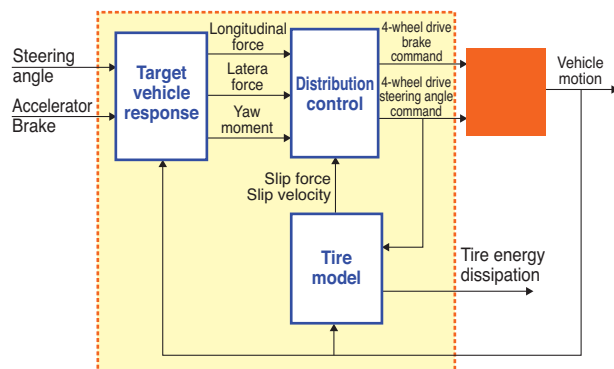 Steering
angle
Accelerator
Brake
Target
vehicle
response
Longitudinal
force
Latera
force
Yaw
moment
Distribution
control
4-wheel drive
brake
command
4-wheel drive
steering angle
command
Vehicle
motion
Slip force
Slip velocity
Tire
model
Tire energy
dissipation